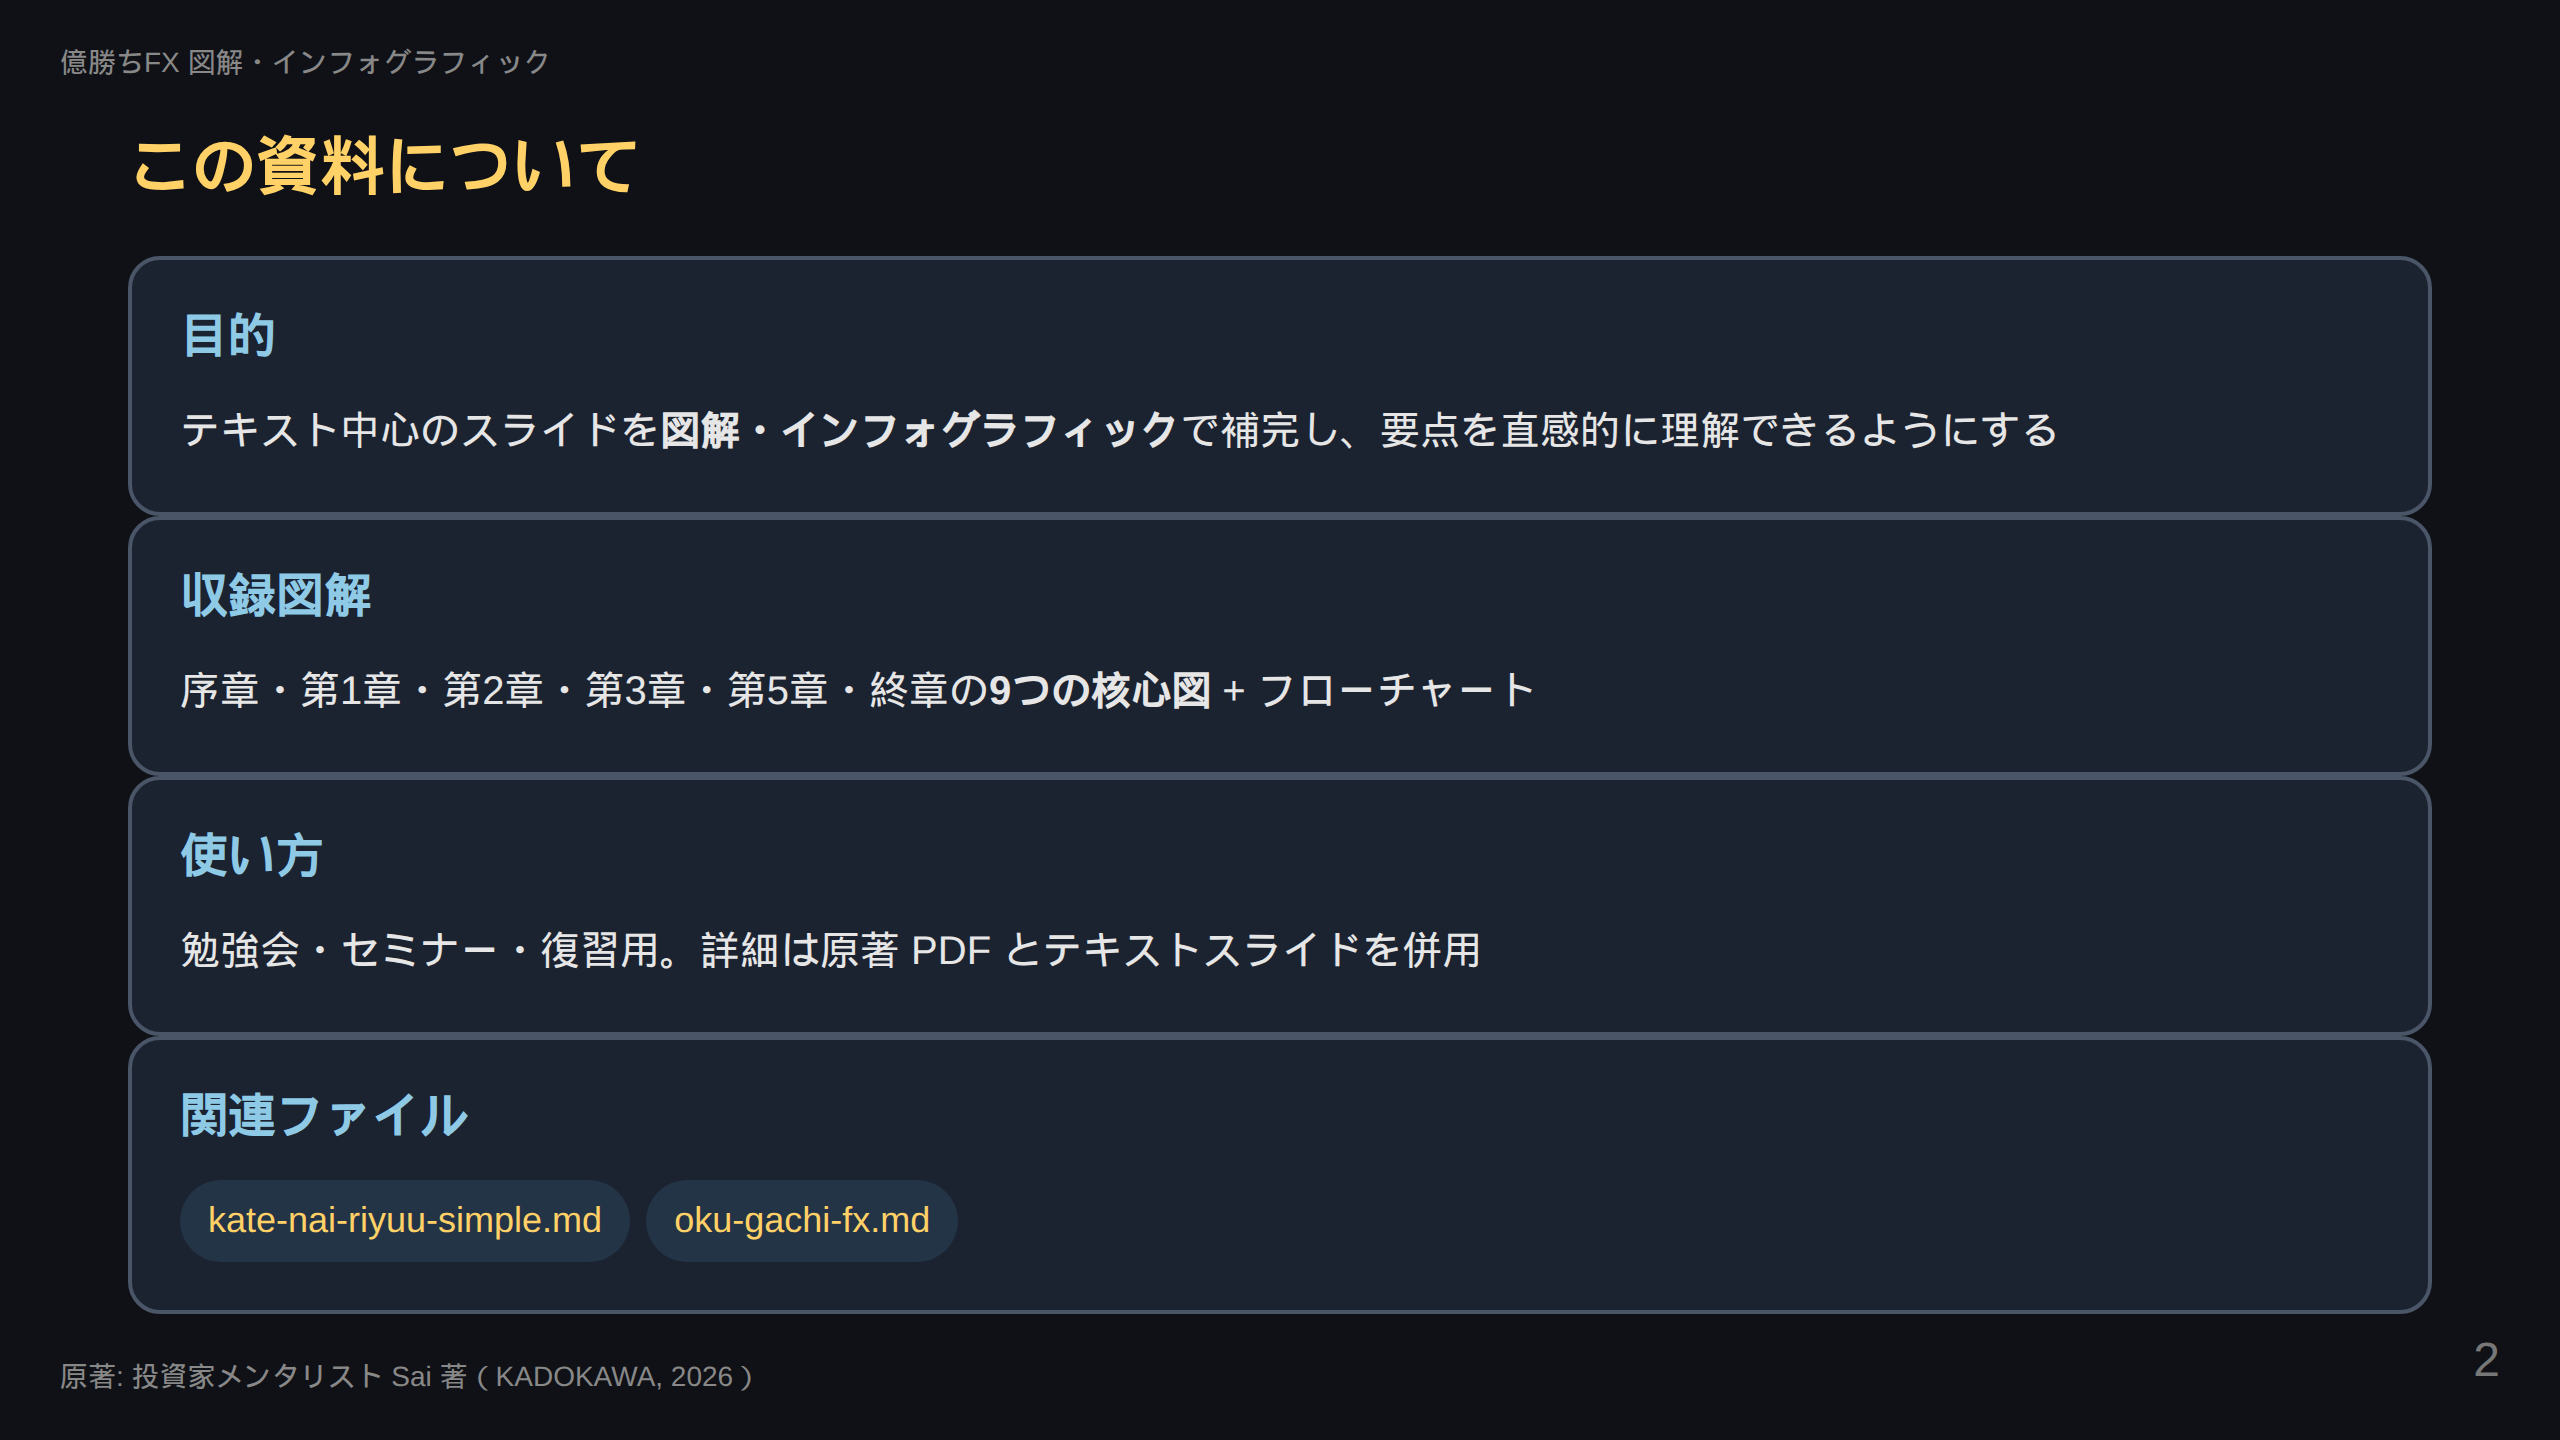 億勝ちFX 図解・インフォグラフィック
この資料について
目的
テキスト中心のスライドを図解・インフォグラフィックで補完し、要点を直感的に理解できるようにする
収録図解
序章・第1章・第2章・第3章・第5章・終章の9つの核心図 + フローチャート
使い方
勉強会・セミナー・復習用。詳細は原著 PDF とテキストスライドを併用
関連ファイル
kate-nai-riyuu-simple.md oku-gachi-fx.md
原著: 投資家メンタリスト Sai 著（KADOKAWA, 2026）
2